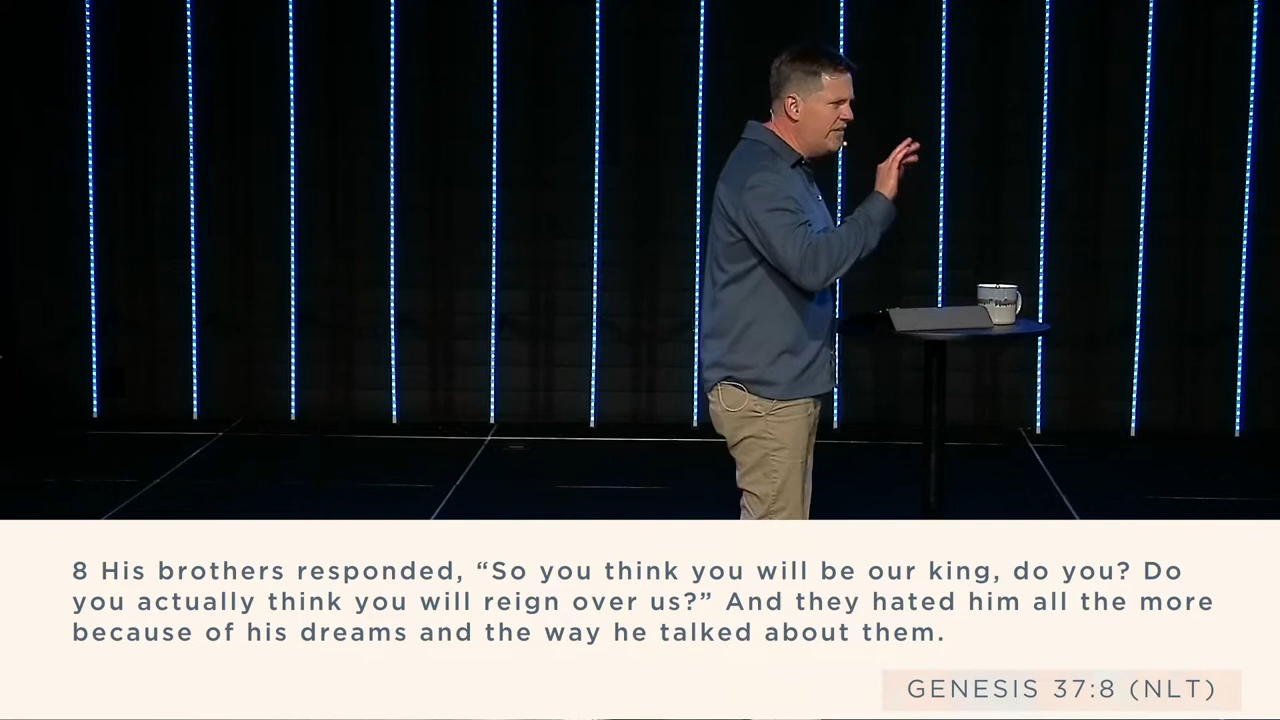 8 His brothers responded, “So you think you will be our king, do you? Do
you actually think you will reign over us?” And they hated him all the more
because of his dreams and the way he talked about them.
GENESIS 37:8 (NLT)